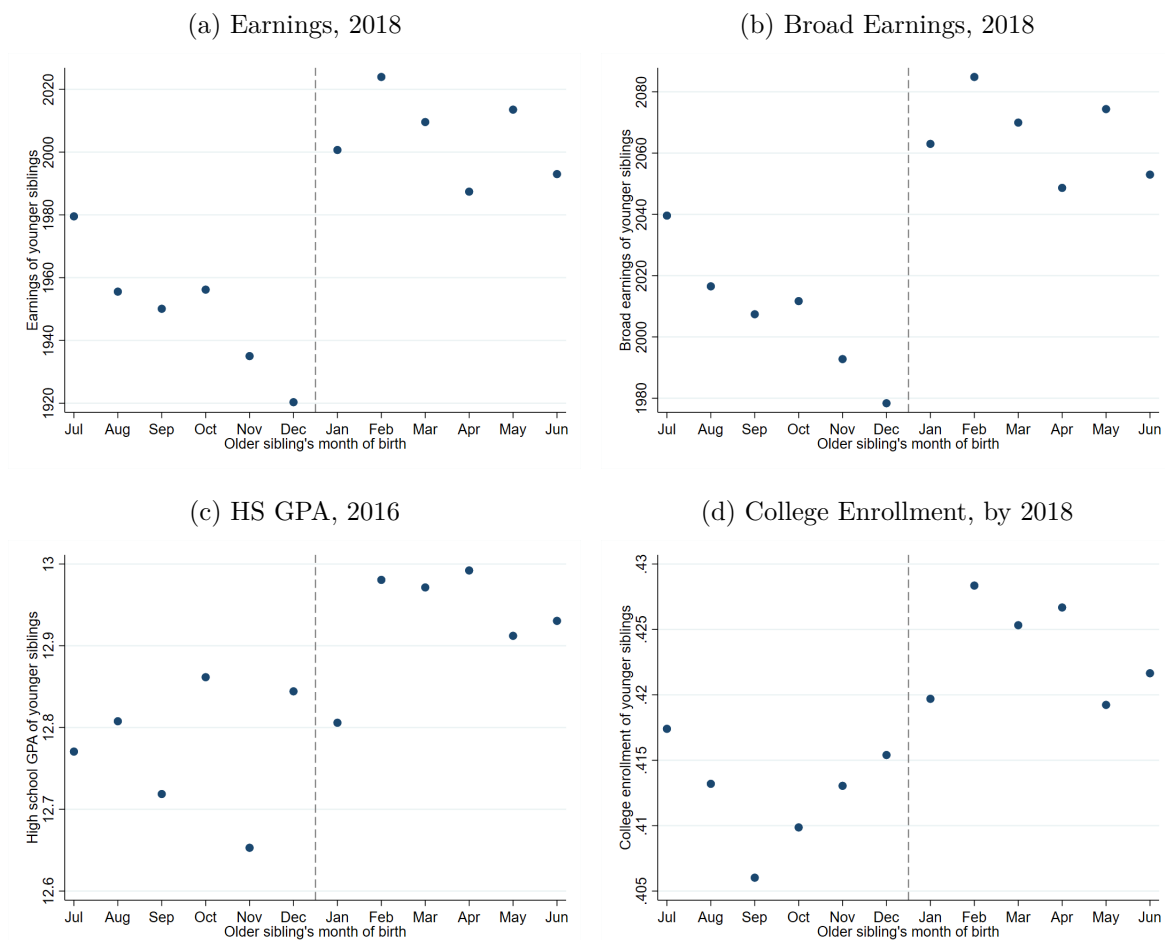 (a) Earnings, 2018
Earnings of younger siblings
2020
2000
1980
1960
1940
1920
Jul Aug Sep Oct Nov Dec Jan Feb Mar Apr May Jun
Older sibling's month of birth
(b) Broad Earnings, 2018
Broad earnings of younger siblings
2080
2060
2040
2020
2000
1980
Jul Aug Sep Oct Nov Dec Jan Feb Mar Apr May Jun
Older sibling's month of birth
(c) HS GPA, 2016
High school GPA of younger siblings
13
12.9
12.8
12.7
12.6
Jul Aug Sep Oct Nov Dec Jan Feb Mar Apr May Jun
Older sibling's month of birth
(d) College Enrollment, by 2018
College enrollment of younger siblings
.43
.425
.42
.415
.41
.405
Jul Aug Sep Oct Nov Dec Jan Feb Mar Apr May Jun
Older sibling's month of birth